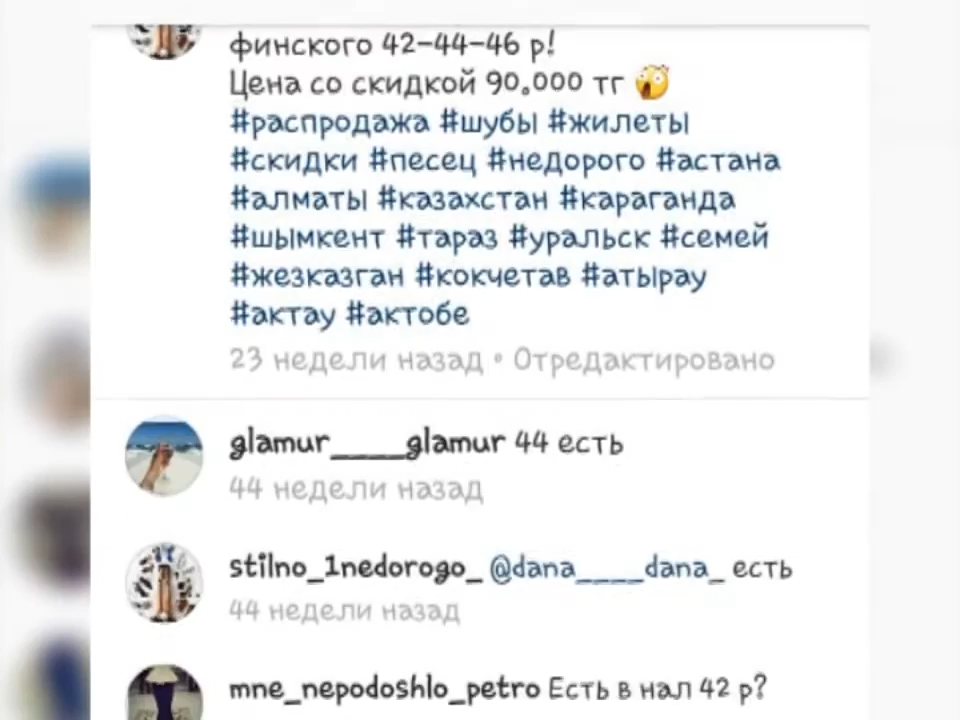 финского 42-44-46 р!
Цена со скидкой 90.000 тг 😲
#распродажа #шубы #жилеты
#скидки #песец #недорого #астана
#алматы #казахстан #караганда
#шымкент #тараз #уральск #семей
#жезказган #кокчетав #атырау
#актау #актобе
23 недели назад • Отредактировано
glamur____glamur 44 есть
44 недели назад
stilno_1nedorogo_ @dana____dana_ есть
44 недели назад
mne_nepodoshlo_petro Есть в нал 42 р?